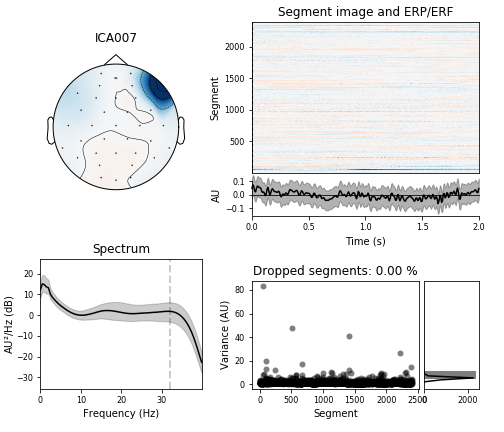 ICA007
Segment image and ERP/ERF
Segment
2000
1500
1000
500
AU
0.1
0.0
−0.1
0.0 0.5 1.0 1.5 2.0
Time (s)
Spectrum
AU²/Hz (dB)
20
10
0
−10
−20
−30
0 10 20 30
Frequency (Hz)
Dropped segments: 0.00 %
Variance (AU)
80
60
40
20
0
0 500 1000 1500 2000 2500
Segment
0 2000